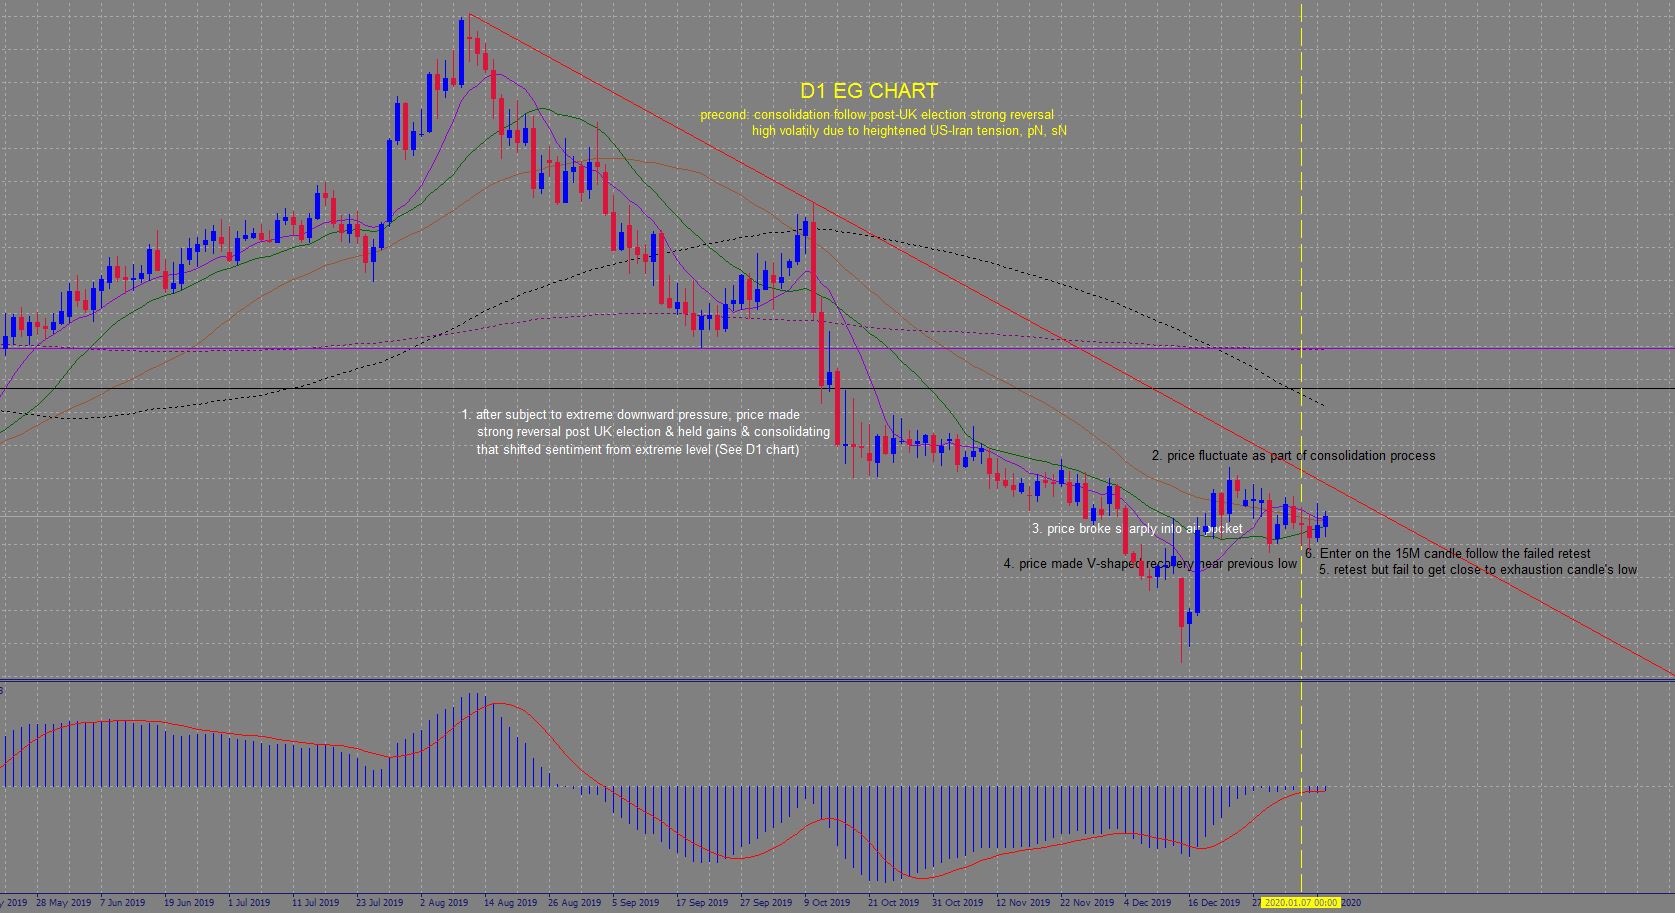 D1 EG CHART
precond: consolidation follow post-UK election strong reversal
high volatily due to heightened US-Iran tension, pN, sN
1. after subject to extreme downward pressure, price made
strong reversal post UK election & held gains & consolidating
that shifted sentiment from extreme level (See D1 chart)
2. price fluctuate as part of consolidation process
3. price broke sharply into air pocket
4. price made V-shaped recovery near previous low
6. Enter on the 15M candle follow the failed retest
5. retest but fail to get close to exhaustion candle's low
2019 28 May 2019 7 Jun 2019 19 Jun 2019 1 Jul 2019 11 Jul 2019 23 Jul 2019 2 Aug 2019 14 Aug 2019 26 Aug 2019 5 Sep 2019 17 Sep 2019 27 Sep 2019 9 Oct 2019 21 Oct 2019 31 Oct 2019 12 Nov 2019 22 Nov 2019 4 Dec 2019 16 Dec 2019 27 2020.01.07 00:00 2020